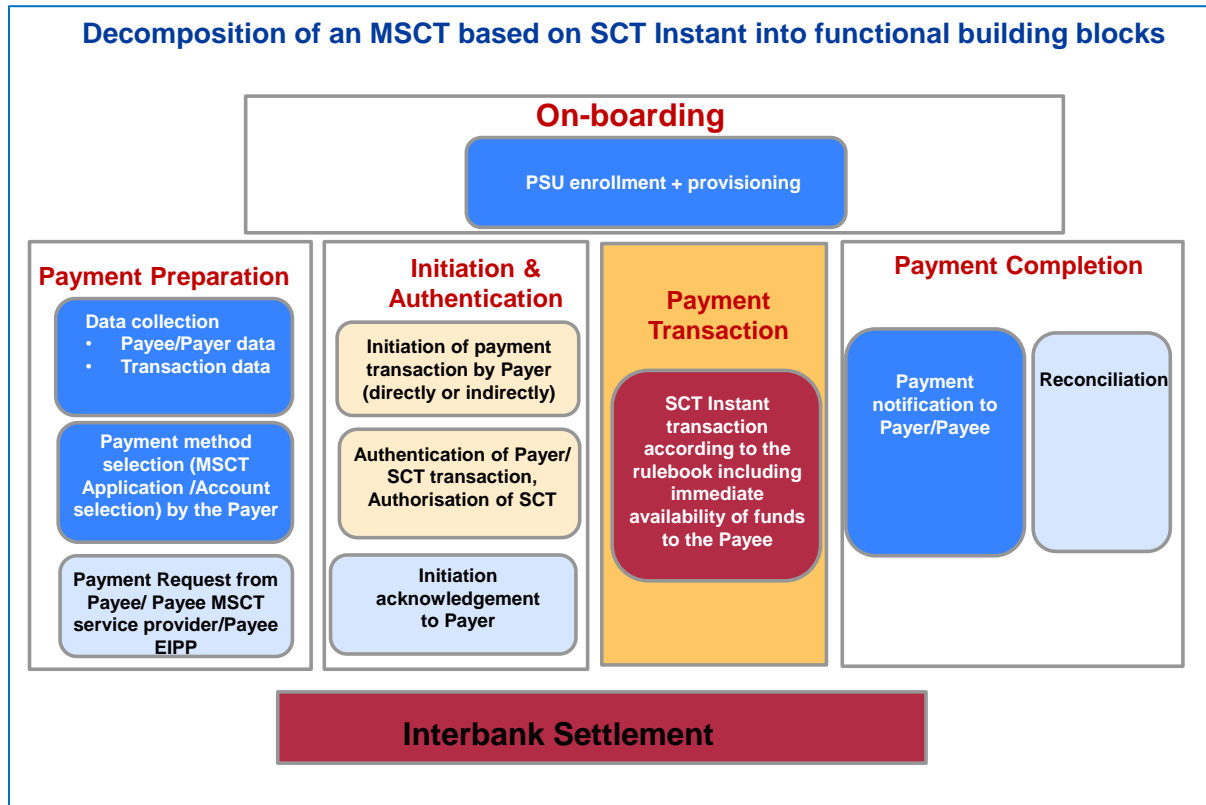 Decomposition of an MSCT based on SCT Instant into functional building blocks
On-boarding
PSU enrollment + provisioning
Payment Preparation
Data collection
• Payee/Payer data
• Transaction data
Payment method
selection (MSCT
Application /Account
selection) by the Payer
Payment Request from
Payee/ Payee MSCT
service provider/Payee
EIPP
Initiation &
Authentication
Initiation of payment
transaction by Payer
(directly or indirectly)
Authentication of Payer/
SCT transaction,
Authorisation of SCT
Initiation
acknowledgement
to Payer
Payment
Transaction
SCT Instant
transaction
according to the
rulebook including
immediate
availability of funds
to the Payee
Payment Completion
Payment
notification to
Payer/Payee
Reconciliation
Interbank Settlement